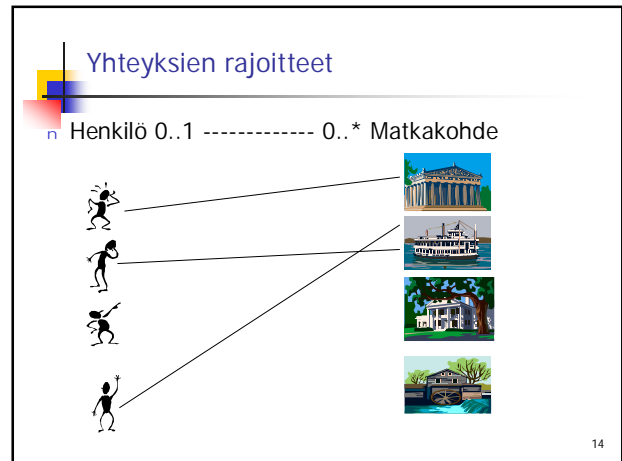 Yhteyksien rajoitteet
n Henkilö 0..1 ------------- 0..* Matkakohde
14